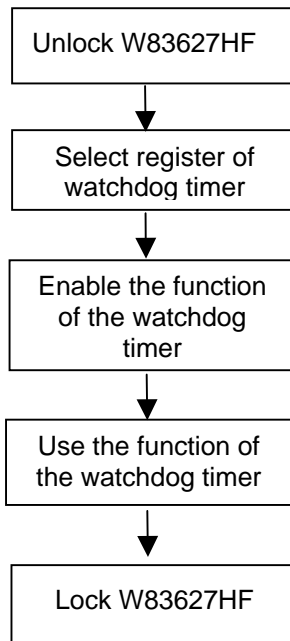 Unlock W83627HF
Select register of
watchdog timer
Enable the function
of the watchdog
timer
Use the function of
the watchdog timer
Lock W83627HF